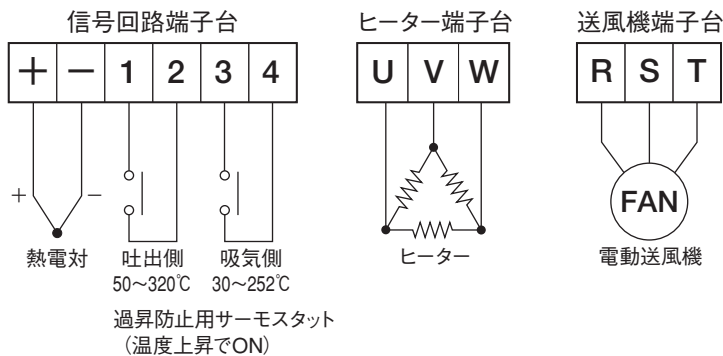 信号回路端子台
ヒーター端子台
送風機端子台
+ − 1 2 3 4
U V W
R S T
+ −
FAN
熱電対
吐出側
50〜320℃
吸気側
30〜252℃
ヒーター
電動送風機
過昇防止用サーモスタット
（温度上昇でON）